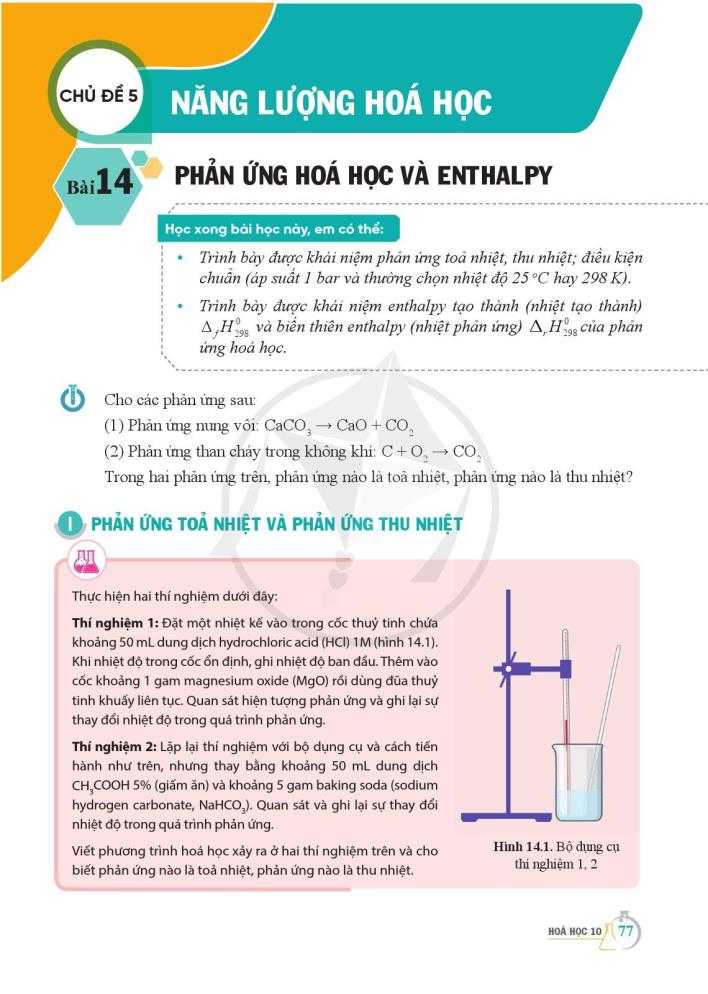 CHỦ ĐỀ 5
NĂNG LƯỢNG HOÁ HỌC
Bài 14
PHẢN ỨNG HOÁ HỌC VÀ ENTHALPY
Học xong bài học này, em có thể:
• Trình bày được khái niệm phản ứng toả nhiệt, thu nhiệt; điều kiện
chuẩn (áp suất 1 bar và thường chọn nhiệt độ 25 °C hay 298 K).
• Trình bày được khái niệm enthalpy tạo thành (nhiệt tạo thành)
Δ_fH⁰₂₉₈ và biến thiên enthalpy (nhiệt phản ứng) Δ_rH⁰₂₉₈ của phản
ứng hoá học.
Cho các phản ứng sau:
(1) Phản ứng nung vôi: CaCO₃ → CaO + CO₂
(2) Phản ứng than cháy trong không khí: C + O₂ → CO₂
Trong hai phản ứng trên, phản ứng nào là toả nhiệt, phản ứng nào là thu nhiệt?
I PHẢN ỨNG TOẢ NHIỆT VÀ PHẢN ỨNG THU NHIỆT
Thực hiện hai thí nghiệm dưới đây:
Thí nghiệm 1: Đặt một nhiệt kế vào trong cốc thuỷ tinh chứa
khoảng 50 mL dung dịch hydrochloric acid (HCl) 1M (hình 14.1).
Khi nhiệt độ trong cốc ổn định, ghi nhiệt độ ban đầu. Thêm vào
cốc khoảng 1 gam magnesium oxide (MgO) rồi dùng đũa thuỷ
tinh khuấy liên tục. Quan sát hiện tượng phản ứng và ghi lại sự
thay đổi nhiệt độ trong quá trình phản ứng.
Thí nghiệm 2: Lặp lại thí nghiệm với bộ dụng cụ và cách tiến
hành như trên, nhưng thay bằng khoảng 50 mL dung dịch
CH₃COOH 5% (giấm ăn) và khoảng 5 gam baking soda (sodium
hydrogen carbonate, NaHCO₃). Quan sát và ghi lại sự thay đổi
nhiệt độ trong quá trình phản ứng.
Viết phương trình hoá học xảy ra ở hai thí nghiệm trên và cho
biết phản ứng nào là toả nhiệt, phản ứng nào là thu nhiệt.
Hình 14.1. Bộ dụng cụ
thí nghiệm 1, 2
HOÁ HỌC 10 77